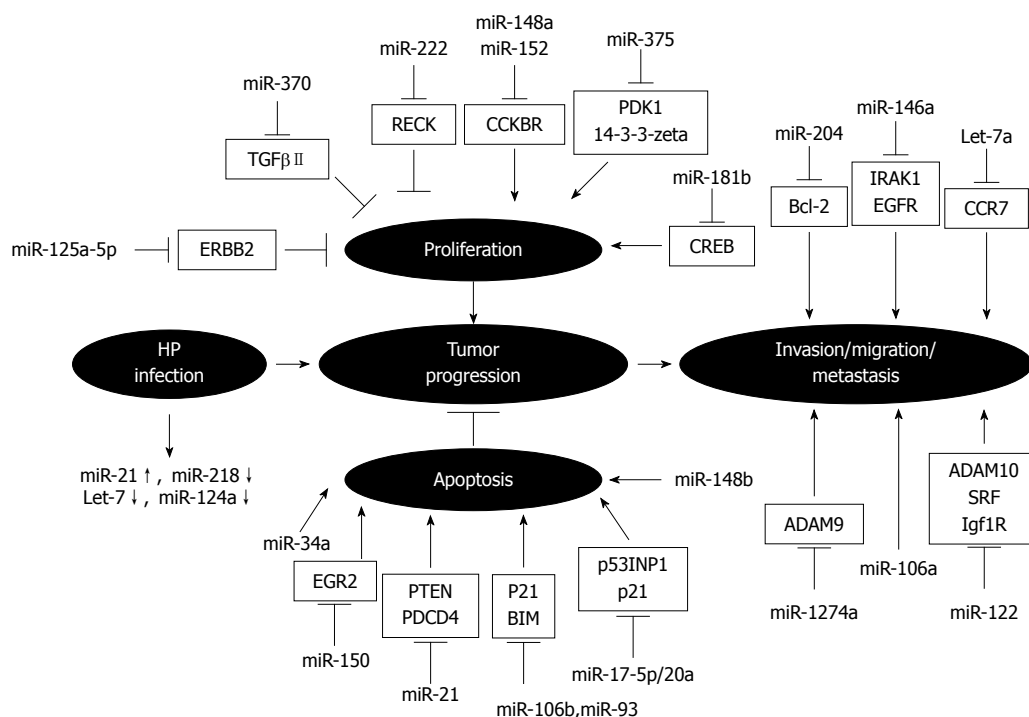 miR-148a
miR-222
miR-152
miR-375
miR-370
RECK
CCKBR
PDK1
14-3-3-zeta
TGFβⅡ
miR-146a
miR-204
Let-7a
miR-181b
Bcl-2
IRAK1
EGFR
CCR7
miR-125a-5p
ERBB2
Proliferation
CREB
HP
infection
Tumor
progression
Invasion/migration/
metastasis
miR-21↑, miR-218↓
Let-7↓, miR-124a↓
Apoptosis
miR-148b
miR-34a
EGR2
PTEN
PDCD4
P21
BIM
p53INP1
p21
ADAM9
miR-106a
ADAM10
SRF
Igf1R
miR-150
miR-21
miR-106b,miR-93
miR-17-5p/20a
miR-1274a
miR-122